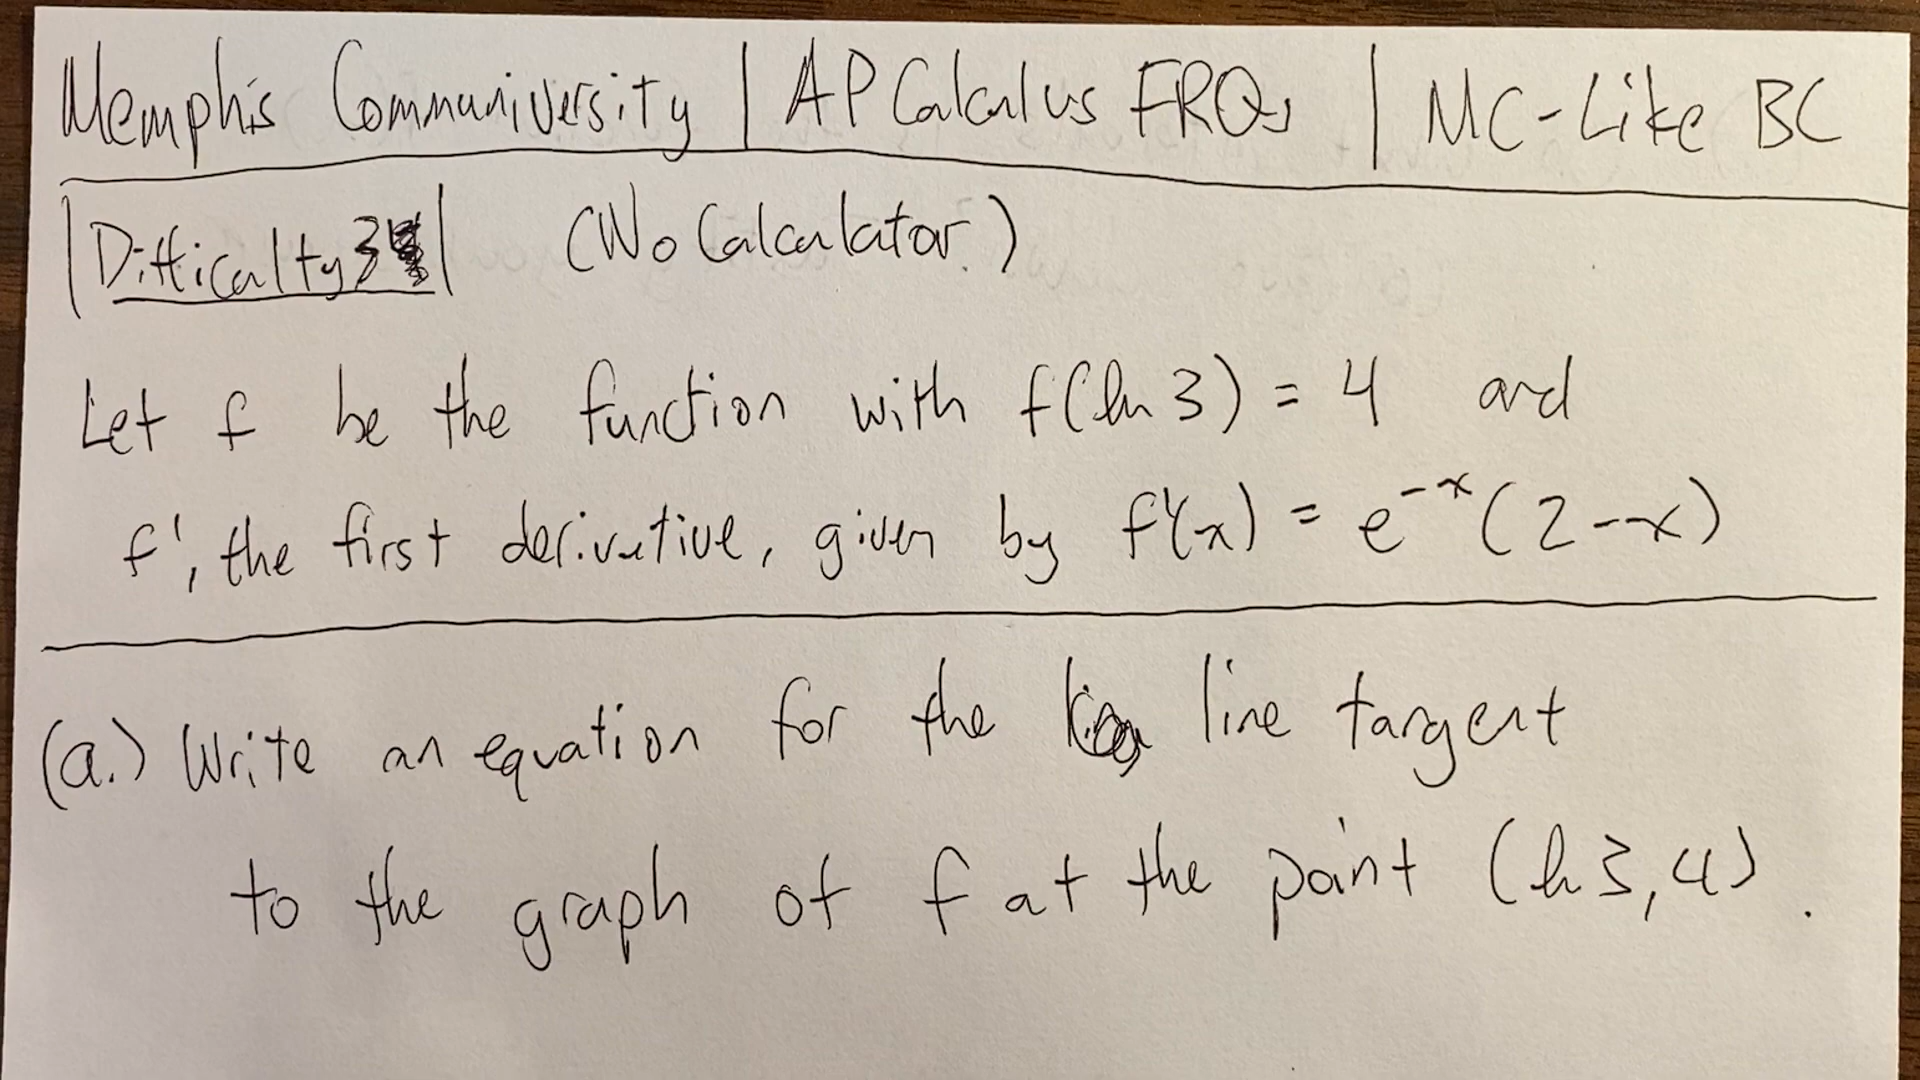 Memphis Communiversity | AP Calculus FRQs | MC-Like BC
|Difficulty 3| (No Calculator.)
Let f be the function with f(ln 3) = 4 and
f', the first derivative, given by f'(x) = e^{-x}(2-x)
(a.) Write an equation for the line tangent
to the graph of f at the point (ln 3, 4).